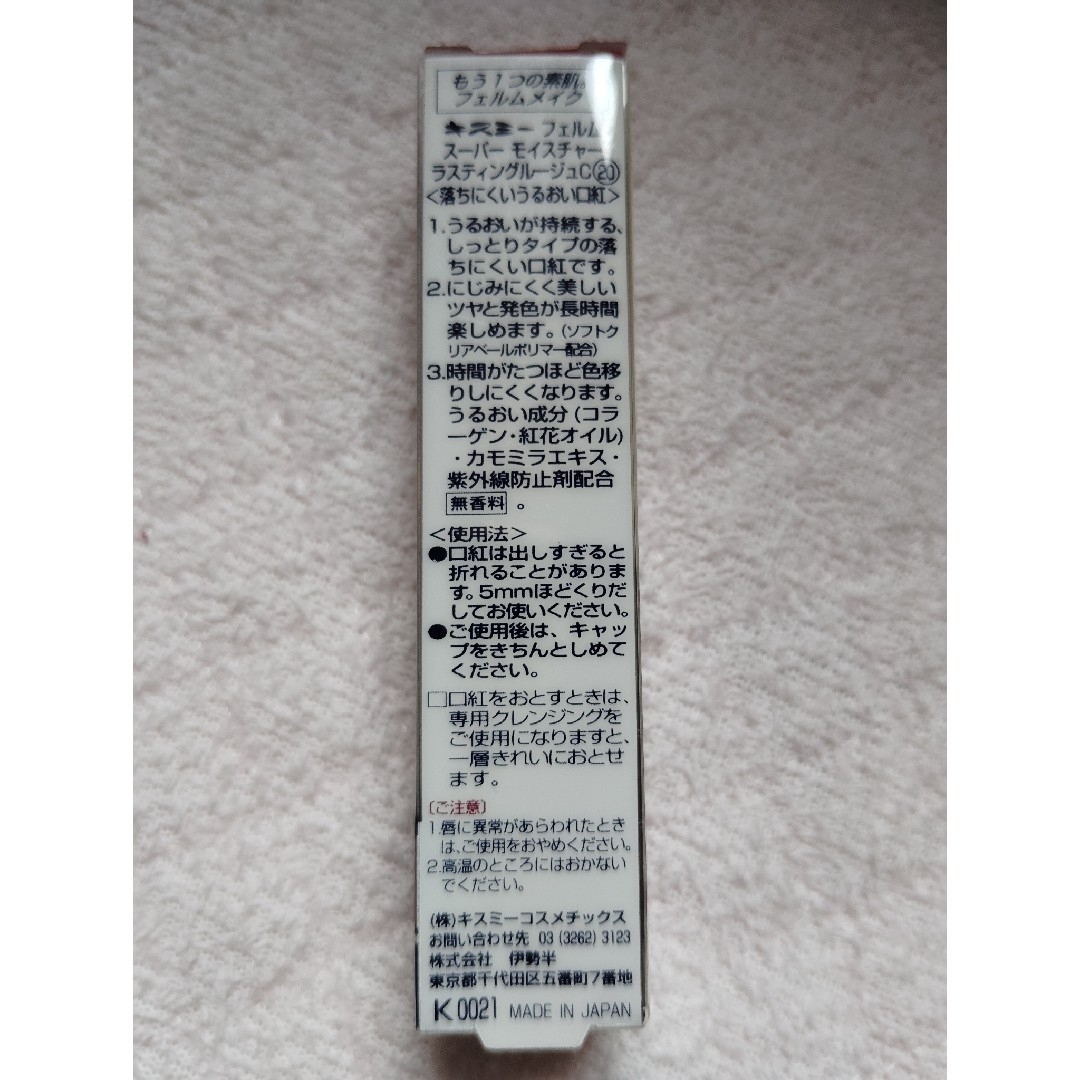 もう1つの素肌。
フェルムメイク
キスミー フェルム
スーパー モイスチャー
ラスティングルージュC⑳
<落ちにくいうるおい口紅>
1.うるおいが持続する、
しっとりタイプの落
ちにくい口紅です。
2.にじみにくく美しい
ツヤと発色が長時間
楽しめます。(ソフトク
リアベールポリマー配合)
3.時間がたつほど色移
りしにくくなります。
うるおい成分(コラ
ーゲン・紅花オイル)
・カモミラエキス・
紫外線防止剤配合
無香料。
<使用法>
●口紅は出しすぎると
折れることがありま
す。5mmほどくりだ
してお使いください。
●ご使用後は、キャッ
プをきちんとしめて
ください。
□口紅をおとすときは、
専用クレンジングを
ご使用になりますと、
一層きれいにおとせ
ます。
〔ご注意〕
1.唇に異常があらわれたとき
は、ご使用をおやめください。
2.高温のところにはおかない
でください。
(株)キスミーコスメチックス
お問い合わせ先 03(3262)3123
株式会社 伊勢半
東京都千代田区五番町7番地
K0021 MADE IN JAPAN